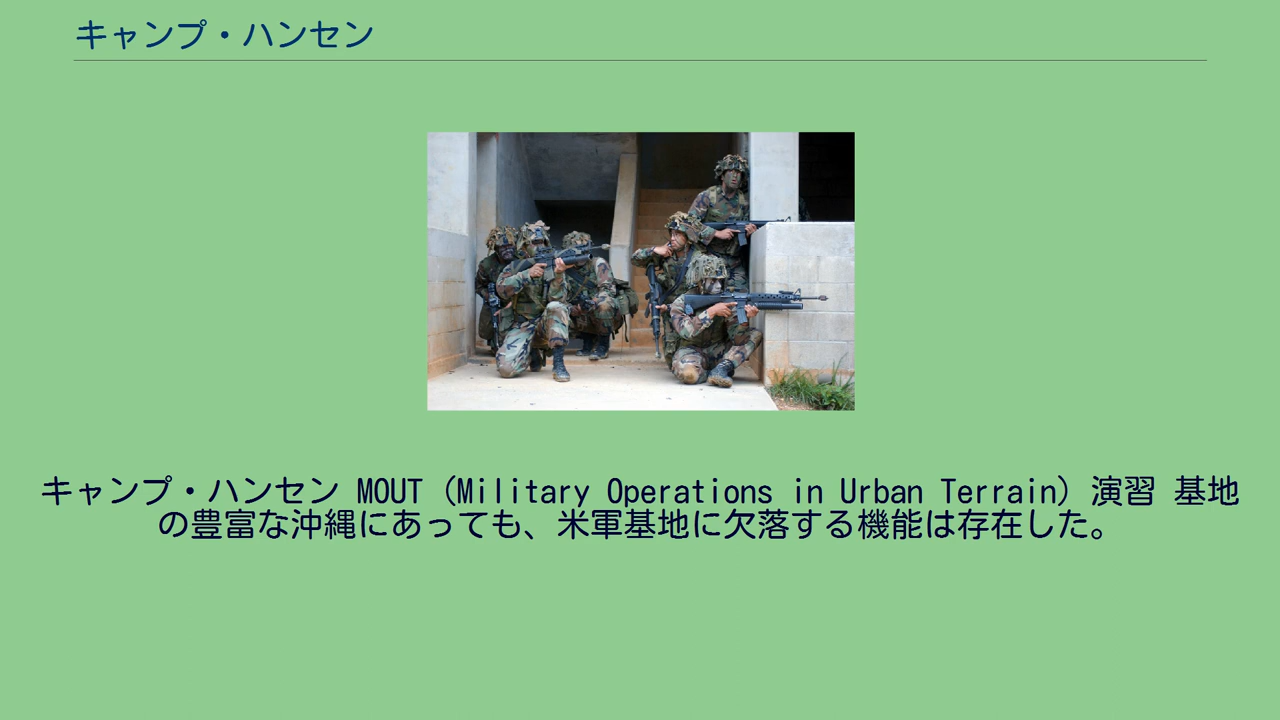 キャンプ・ハンセン
キャンプ・ハンセン MOUT (Military Operations in Urban Terrain) 演習 基地
の豊富な沖縄にあっても、米軍基地に欠落する機能は存在した。